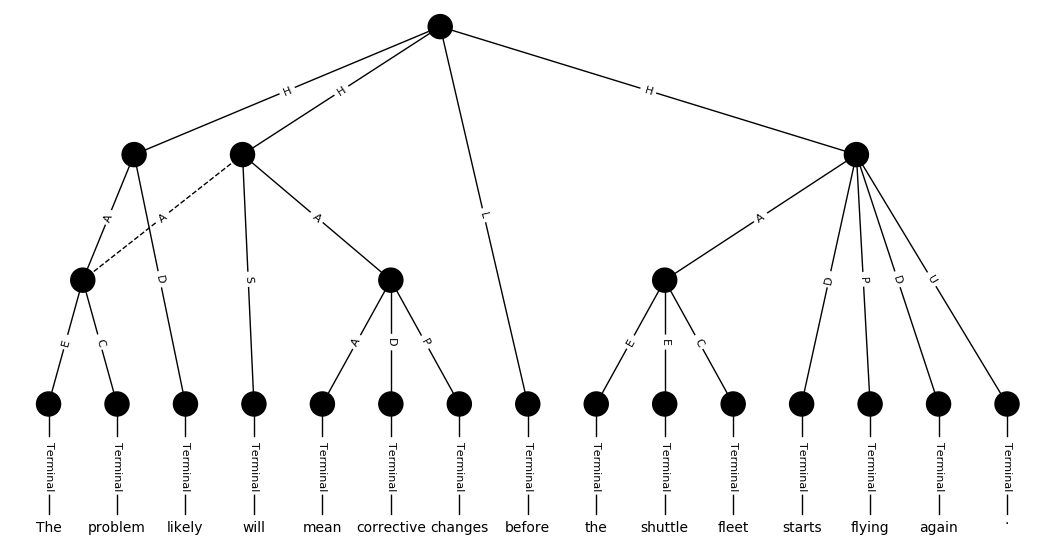 H H H
L
A A D S A A D P D U
E C A D P E E C
Terminal Terminal Terminal Terminal Terminal Terminal Terminal Terminal Terminal Terminal Terminal Terminal Terminal Terminal Terminal
The problem likely will mean corrective changes before the shuttle fleet starts flying again .